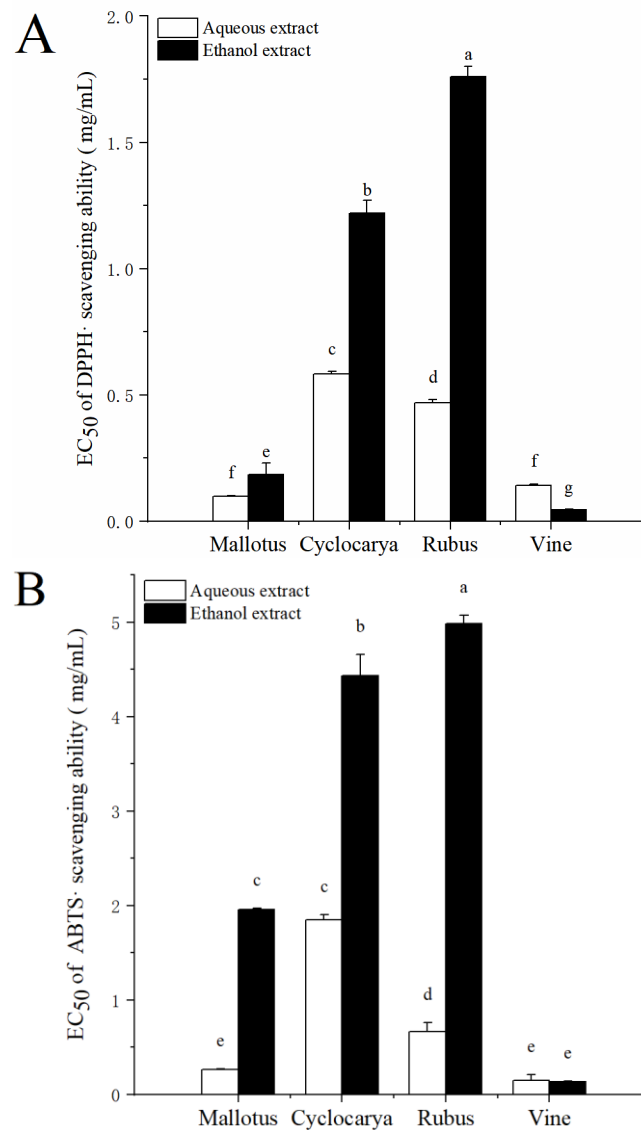 A
Aqueous extract
Ethanol extract
EC50 of DPPH· scavenging ability ( mg/mL)
2.0
1.5
1.0
0.5
0.0
f
e
c
b
d
a
f
g
Mallotus Cyclocarya Rubus Vine
B
Aqueous extract
Ethanol extract
EC50 of ABTS· scavenging ability ( mg/mL)
5
4
3
2
1
0
e
c
c
b
d
a
e
e
Mallotus Cyclocarya Rubus Vine